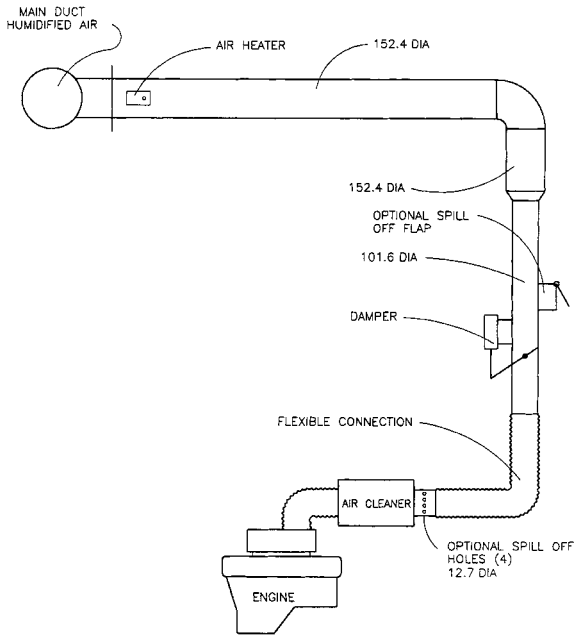 MAIN DUCT
HUMIDIFIED AIR
AIR HEATER
152.4 DIA
152.4 DIA
OPTIONAL SPILL
OFF FLAP
101.6 DIA
DAMPER
FLEXIBLE CONNECTION
AIR CLEANER
OPTIONAL SPILL OFF
HOLES (4)
12.7 DIA
ENGINE